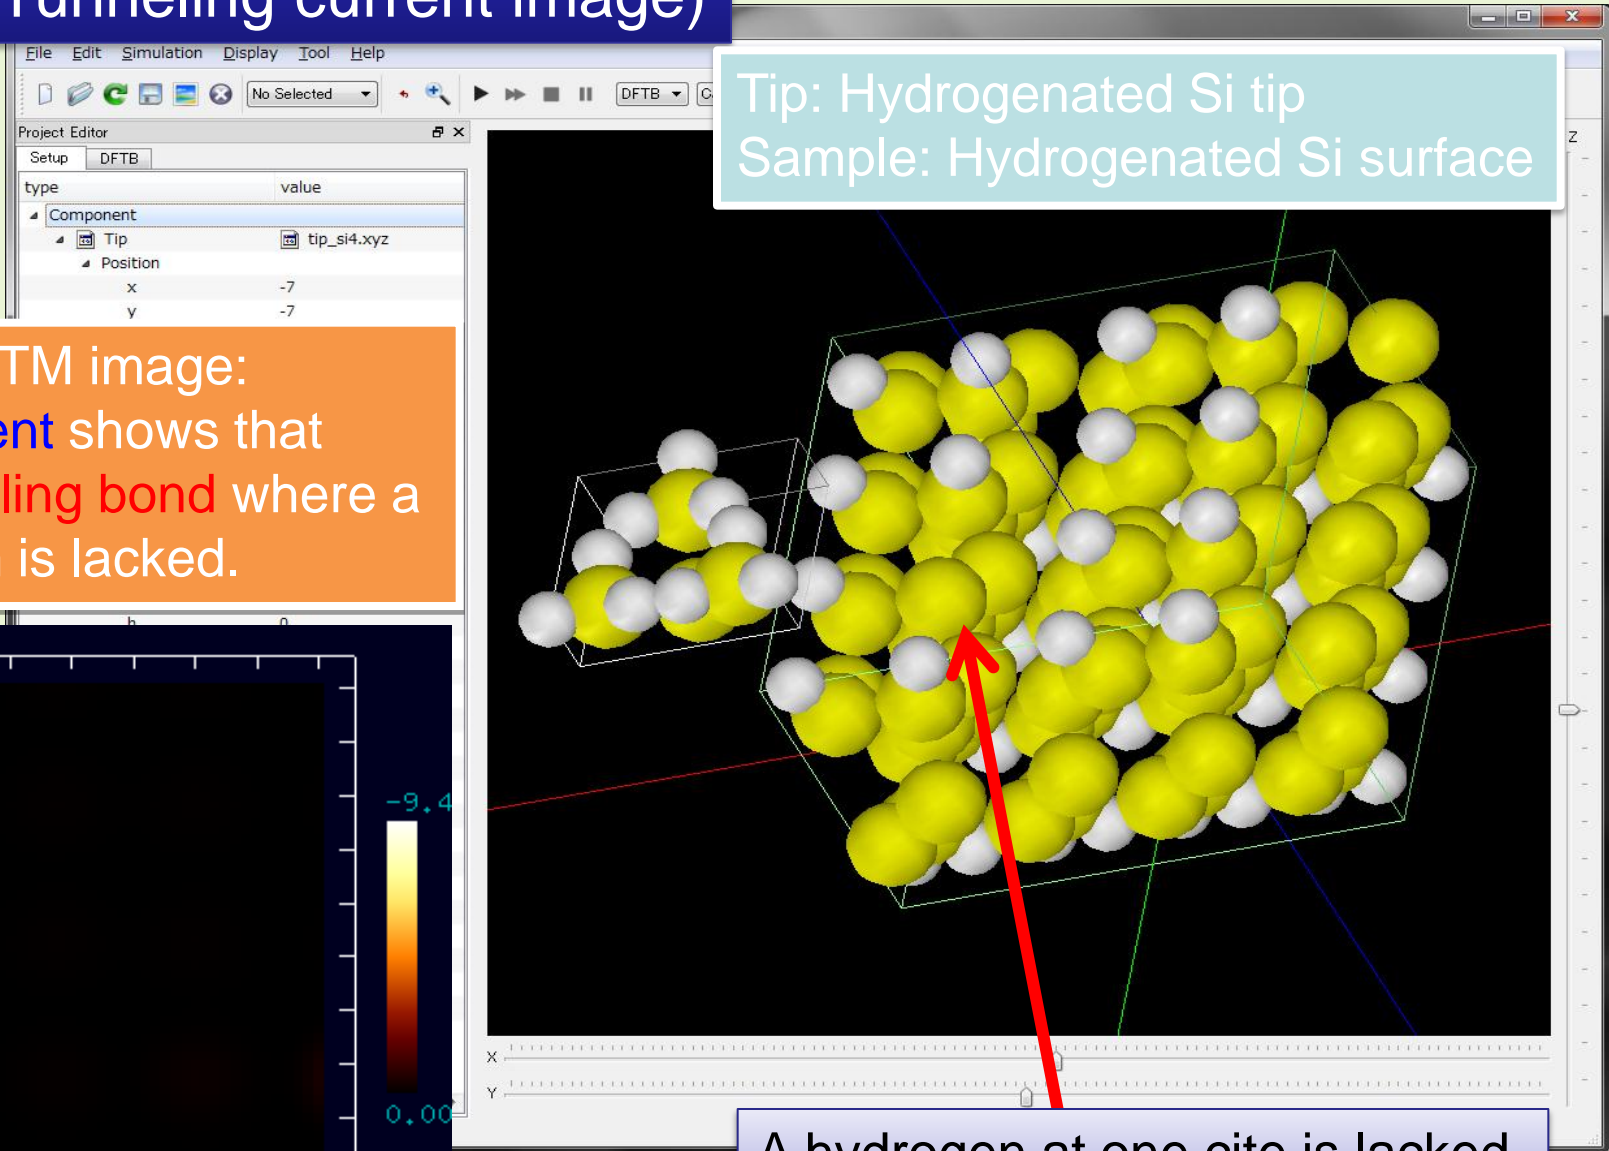 Tunneling current image)
File Edit Simulation Display Tool Help
No Selected
DFTB
Tip: Hydrogenated Si tip
Sample: Hydrogenated Si surface
Project Editor
Setup DFTB
type value
Component
Tip tip_si4.xyz
Position
x -7
y -7
TM image:
ent shows that
ling bond where a
is lacked.
h 0
-9.4
0.00
Z
X
Y
A hydrogen at one cite is lacked